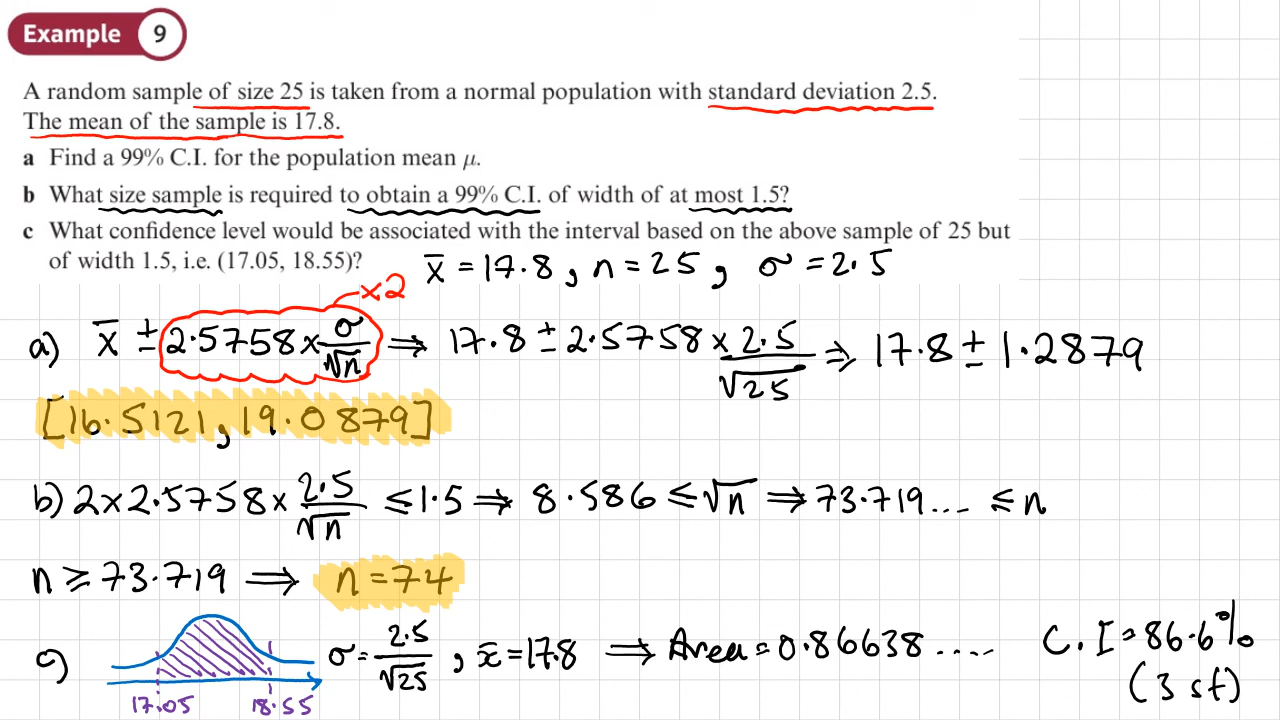 Example 9
A random sample of size 25 is taken from a normal population with standard deviation 2.5.
The mean of the sample is 17.8.
a Find a 99% C.I. for the population mean μ.
b What size sample is required to obtain a 99% C.I. of width of at most 1.5?
c What confidence level would be associated with the interval based on the above sample of 25 but
of width 1.5, i.e. (17.05, 18.55)?
x̄ = 17.8, n = 25, σ = 2.5
×2
a) x̄ ± 2.5758 × σ/√n ⇒ 17.8 ± 2.5758 × 2.5/√25 ⇒ 17.8 ± 1.2879
[16.5121, 19.0879]
b) 2 × 2.5758 × 2.5/√n ≤ 1.5 ⇒ 8.586 ≤ √n ⇒ 73.719... ≤ n
n ≥ 73.719 ⇒ n = 74
c) σ = 2.5/√25, x̄ = 17.8 ⇒ Area = 0.86638.... C.I = 86.6%
17.05 18.55 (3 sf)